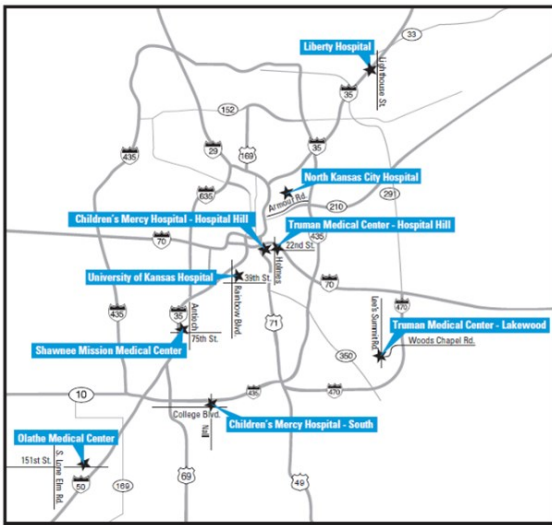 Liberty Hospital
33
Lighthouse St.
35
152
435
29
169
35
635
North Kansas City Hospital
Armour Rd.
210
291
Children's Mercy Hospital - Hospital Hill
Truman Medical Center - Hospital Hill
70
22nd St.
435
Holmes
University of Kansas Hospital
39th St.
70
Rainbow Blvd.
Antioch
435
35
71
470
Lee's Summit Rd.
Truman Medical Center - Lakewood
Woods Chapel Rd.
Shawnee Mission Medical Center
75th St.
350
10
435
470
College Blvd.
Nall
Children's Mercy Hospital - South
Olathe Medical Center
151st St.
S. Lone Elm Rd.
50
169
69
49